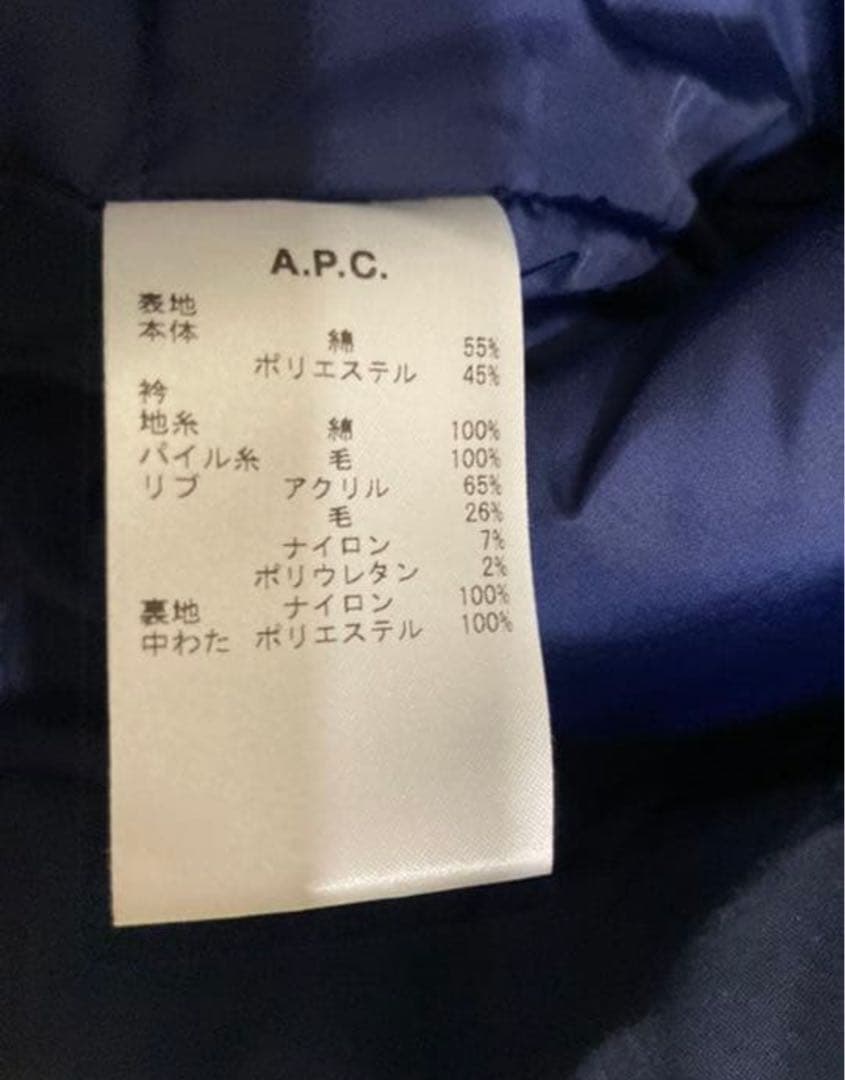 A.P.C.
表地
本体 綿 55%
ポリエステル 45%
衿
地糸 綿 100%
パイル糸 毛 100%
リブ アクリル 65%
毛 26%
ナイロン 7%
ポリウレタン 2%
裏地 ナイロン 100%
中わた ポリエステル 100%